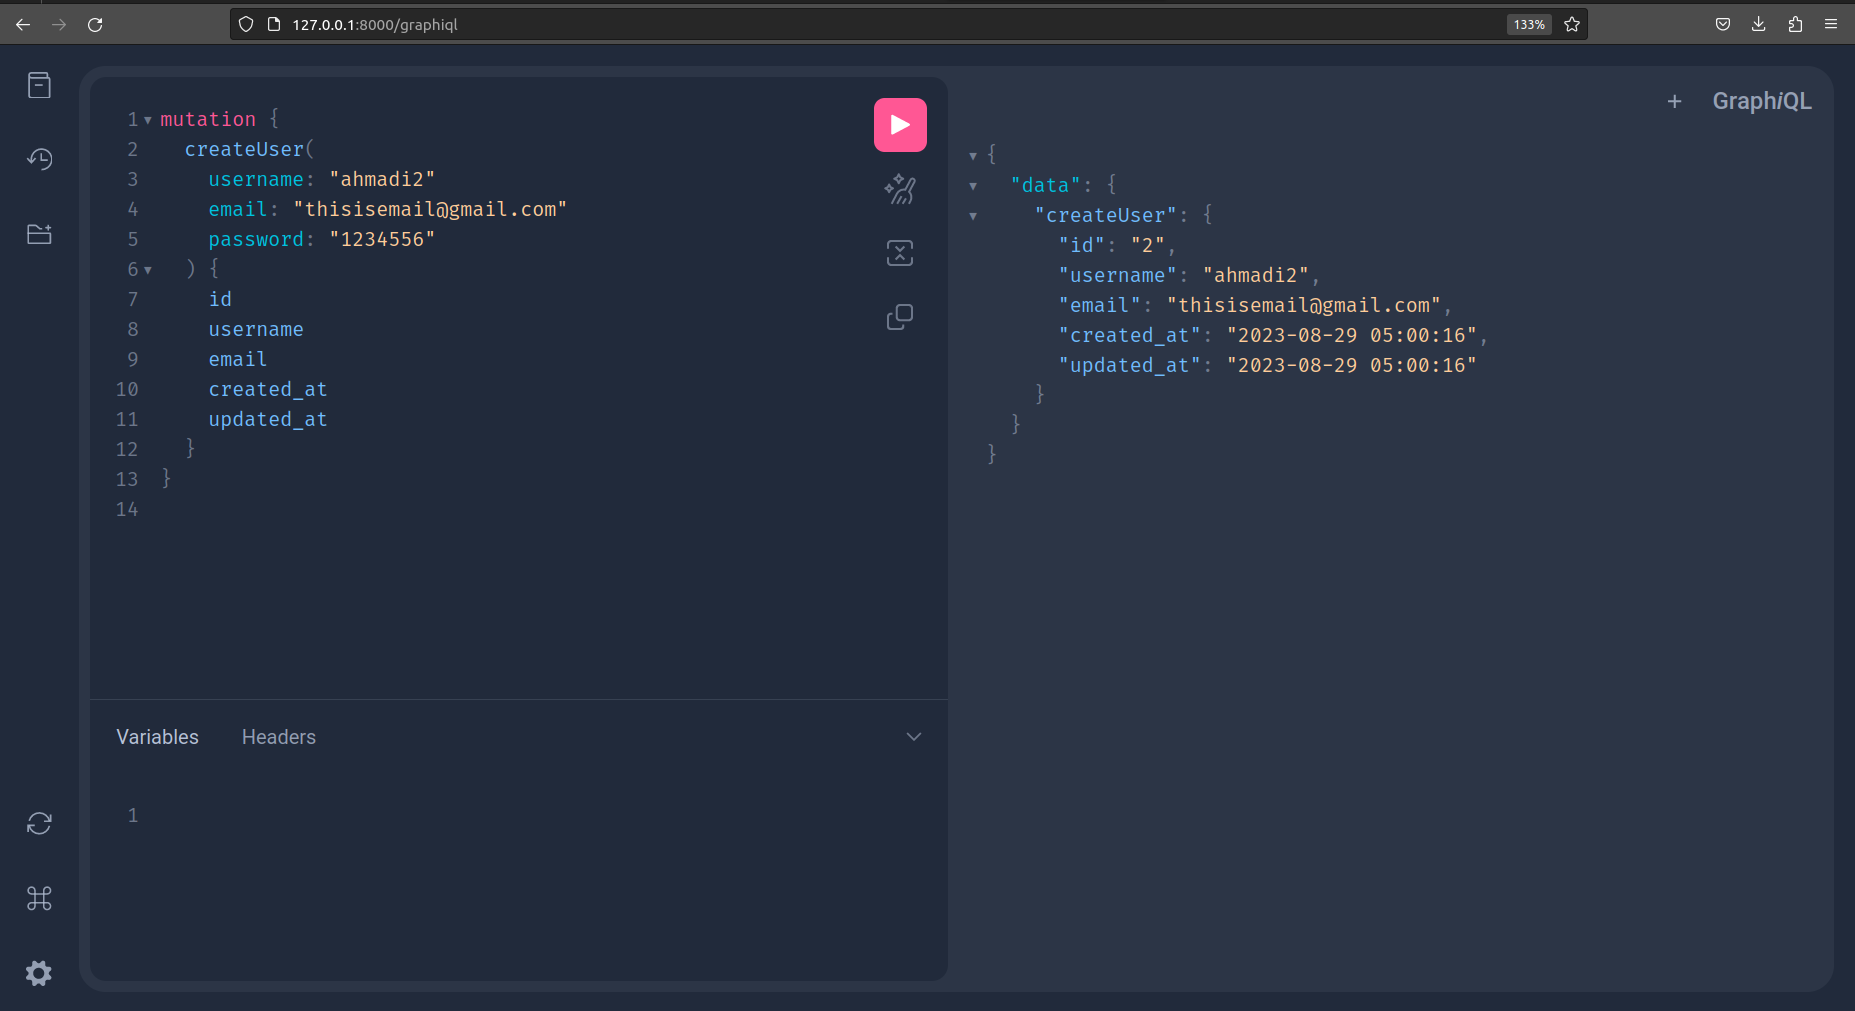 127.0.0.1:8000/graphiql
133%
1 mutation {
2 createUser(
3 username: "ahmadi2"
4 email: "thisisemail@gmail.com"
5 password: "1234556"
6 ) {
7 id
8 username
9 email
10 created_at
11 updated_at
12 }
13 }
14
Variables Headers
1
+ GraphiQL
{
"data": {
"createUser": {
"id": "2",
"username": "ahmadi2",
"email": "thisisemail@gmail.com",
"created_at": "2023-08-29 05:00:16",
"updated_at": "2023-08-29 05:00:16"
}
}
}